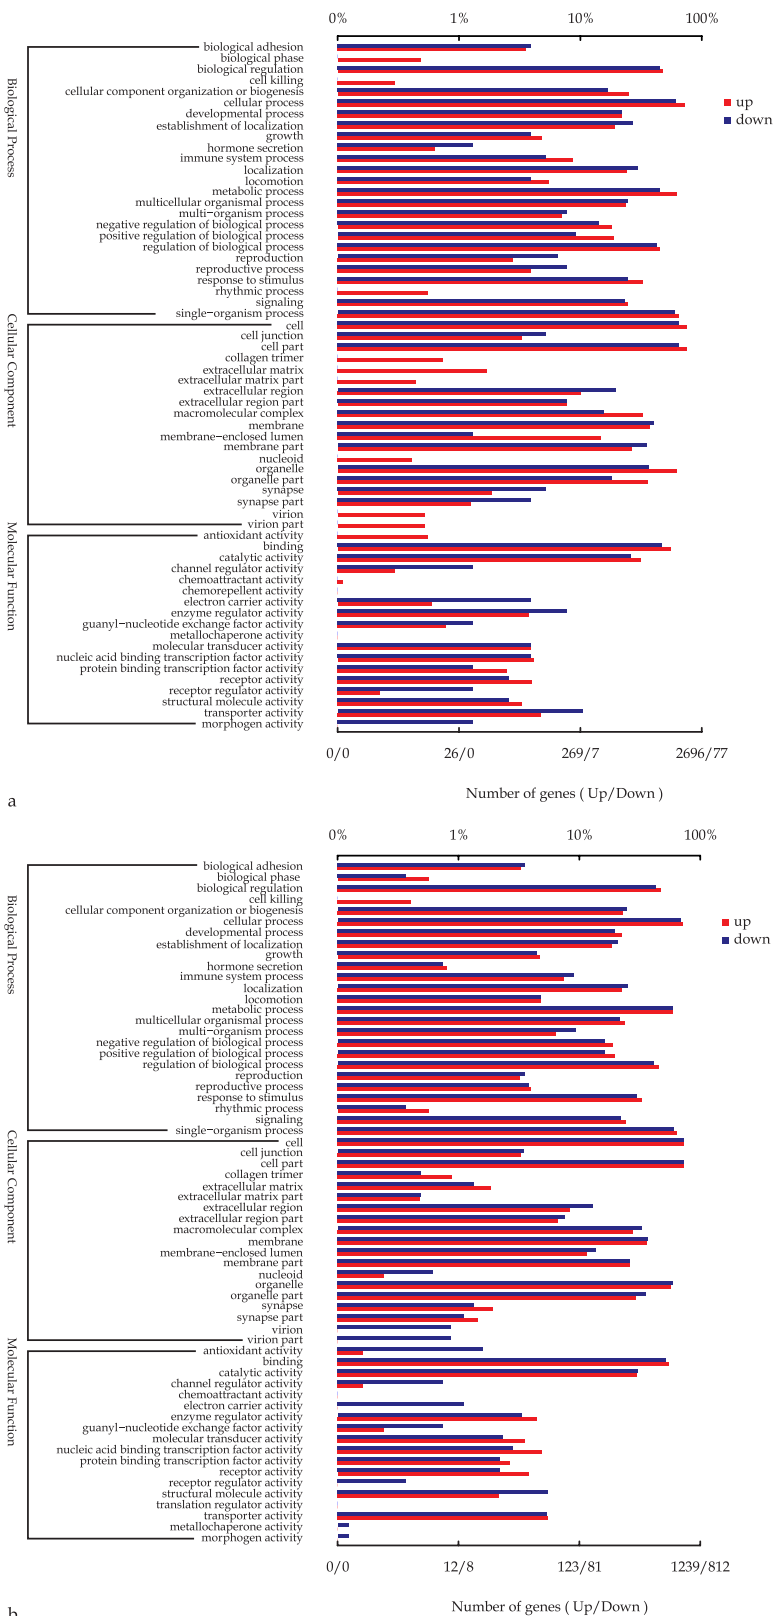 0% 1% 10% 100%
biological adhesion
biological phase
biological regulation
cell killing
cellular component organization or biogenesis
cellular process
developmental process
establishment of localization
growth
hormone secretion
immune system process
localization
locomotion
metabolic process
multicellular organismal process
multi−organism process
negative regulation of biological process
positive regulation of biological process
regulation of biological process
reproduction
reproductive process
response to stimulus
rhythmic process
signaling
single−organism process
Biological Process
up
down
cell
cell junction
cell part
collagen trimer
extracellular matrix
extracellular matrix part
extracellular region
extracellular region part
macromolecular complex
membrane
membrane−enclosed lumen
membrane part
nucleoid
organelle
organelle part
synapse
synapse part
virion
virion part
Cellular Component
antioxidant activity
binding
catalytic activity
channel regulator activity
chemoattractant activity
chemorepellent activity
electron carrier activity
enzyme regulator activity
guanyl−nucleotide exchange factor activity
metallochaperone activity
molecular transducer activity
nucleic acid binding transcription factor activity
protein binding transcription factor activity
receptor activity
receptor regulator activity
structural molecule activity
transporter activity
morphogen activity
Molecular Function
0/0 26/0 269/7 2696/77
Number of genes ( Up/Down )
a
0% 1% 10% 100%
biological adhesion
biological phase
biological regulation
cell killing
cellular component organization or biogenesis
cellular process
developmental process
establishment of localization
growth
hormone secretion
immune system process
localization
locomotion
metabolic process
multicellular organismal process
multi−organism process
negative regulation of biological process
positive regulation of biological process
regulation of biological process
reproduction
reproductive process
response to stimulus
rhythmic process
signaling
single−organism process
Biological Process
up
down
cell
cell junction
cell part
collagen trimer
extracellular matrix
extracellular matrix part
extracellular region
extracellular region part
macromolecular complex
membrane
membrane−enclosed lumen
membrane part
nucleoid
organelle
organelle part
synapse
synapse part
virion
virion part
Cellular Component
antioxidant activity
binding
catalytic activity
channel regulator activity
chemoattractant activity
electron carrier activity
enzyme regulator activity
guanyl−nucleotide exchange factor activity
molecular transducer activity
nucleic acid binding transcription factor activity
protein binding transcription factor activity
receptor activity
receptor regulator activity
structural molecule activity
translation regulator activity
transporter activity
metallochaperone activity
morphogen activity
Molecular Function
0/0 12/8 123/81 1239/812
Number of genes ( Up/Down )
b